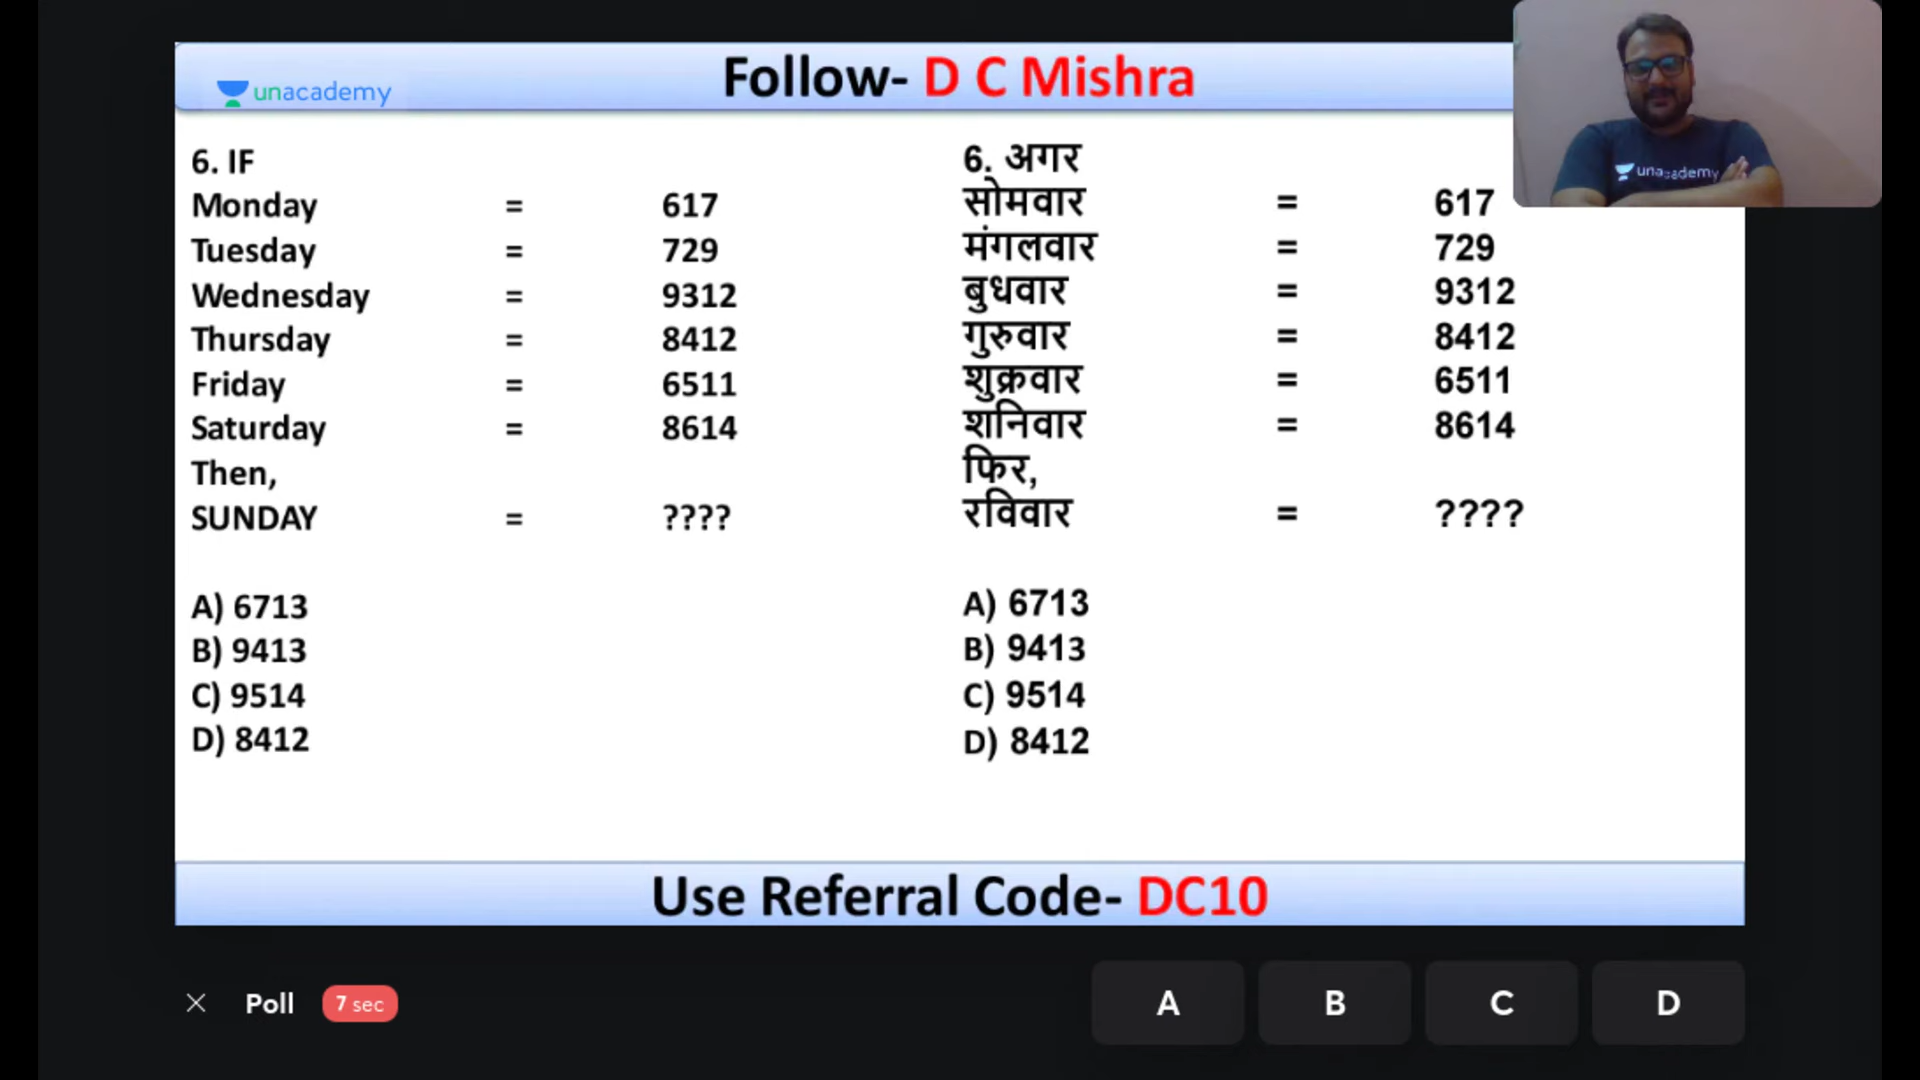 unacademy
Follow- D C Mishra
unacademy
6. IF
Monday = 617
Tuesday = 729
Wednesday = 9312
Thursday = 8412
Friday = 6511
Saturday = 8614
Then,
SUNDAY = ????
A) 6713
B) 9413
C) 9514
D) 8412
6. अगर
सोमवार = 617
मंगलवार = 729
बुधवार = 9312
गुरुवार = 8412
शुक्रवार = 6511
शनिवार = 8614
फिर,
रविवार = ????
A) 6713
B) 9413
C) 9514
D) 8412
Use Referral Code- DC10
Poll 7 sec
A B C D